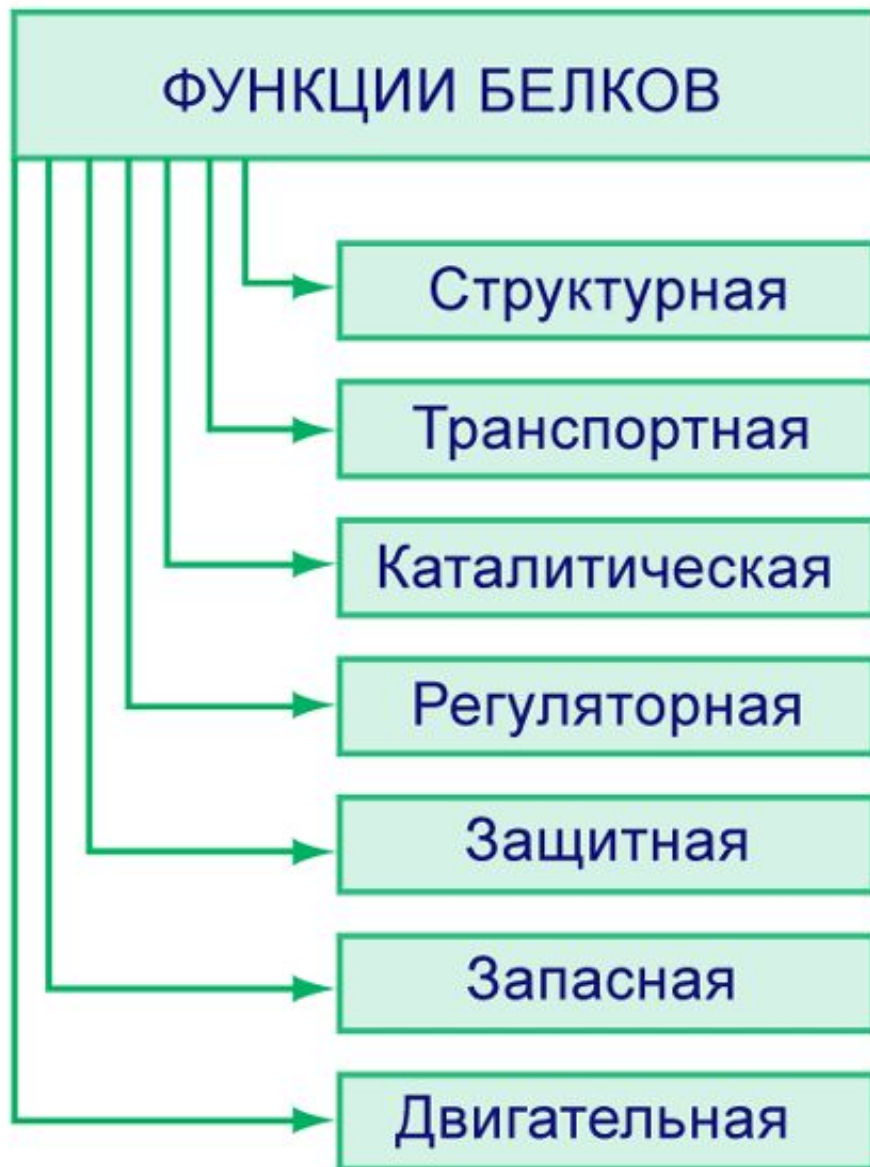 ФУНКЦИИ БЕЛКОВ
Структурная
Транспортная
Каталитическая
Регуляторная
Защитная
Запасная
Двигательная